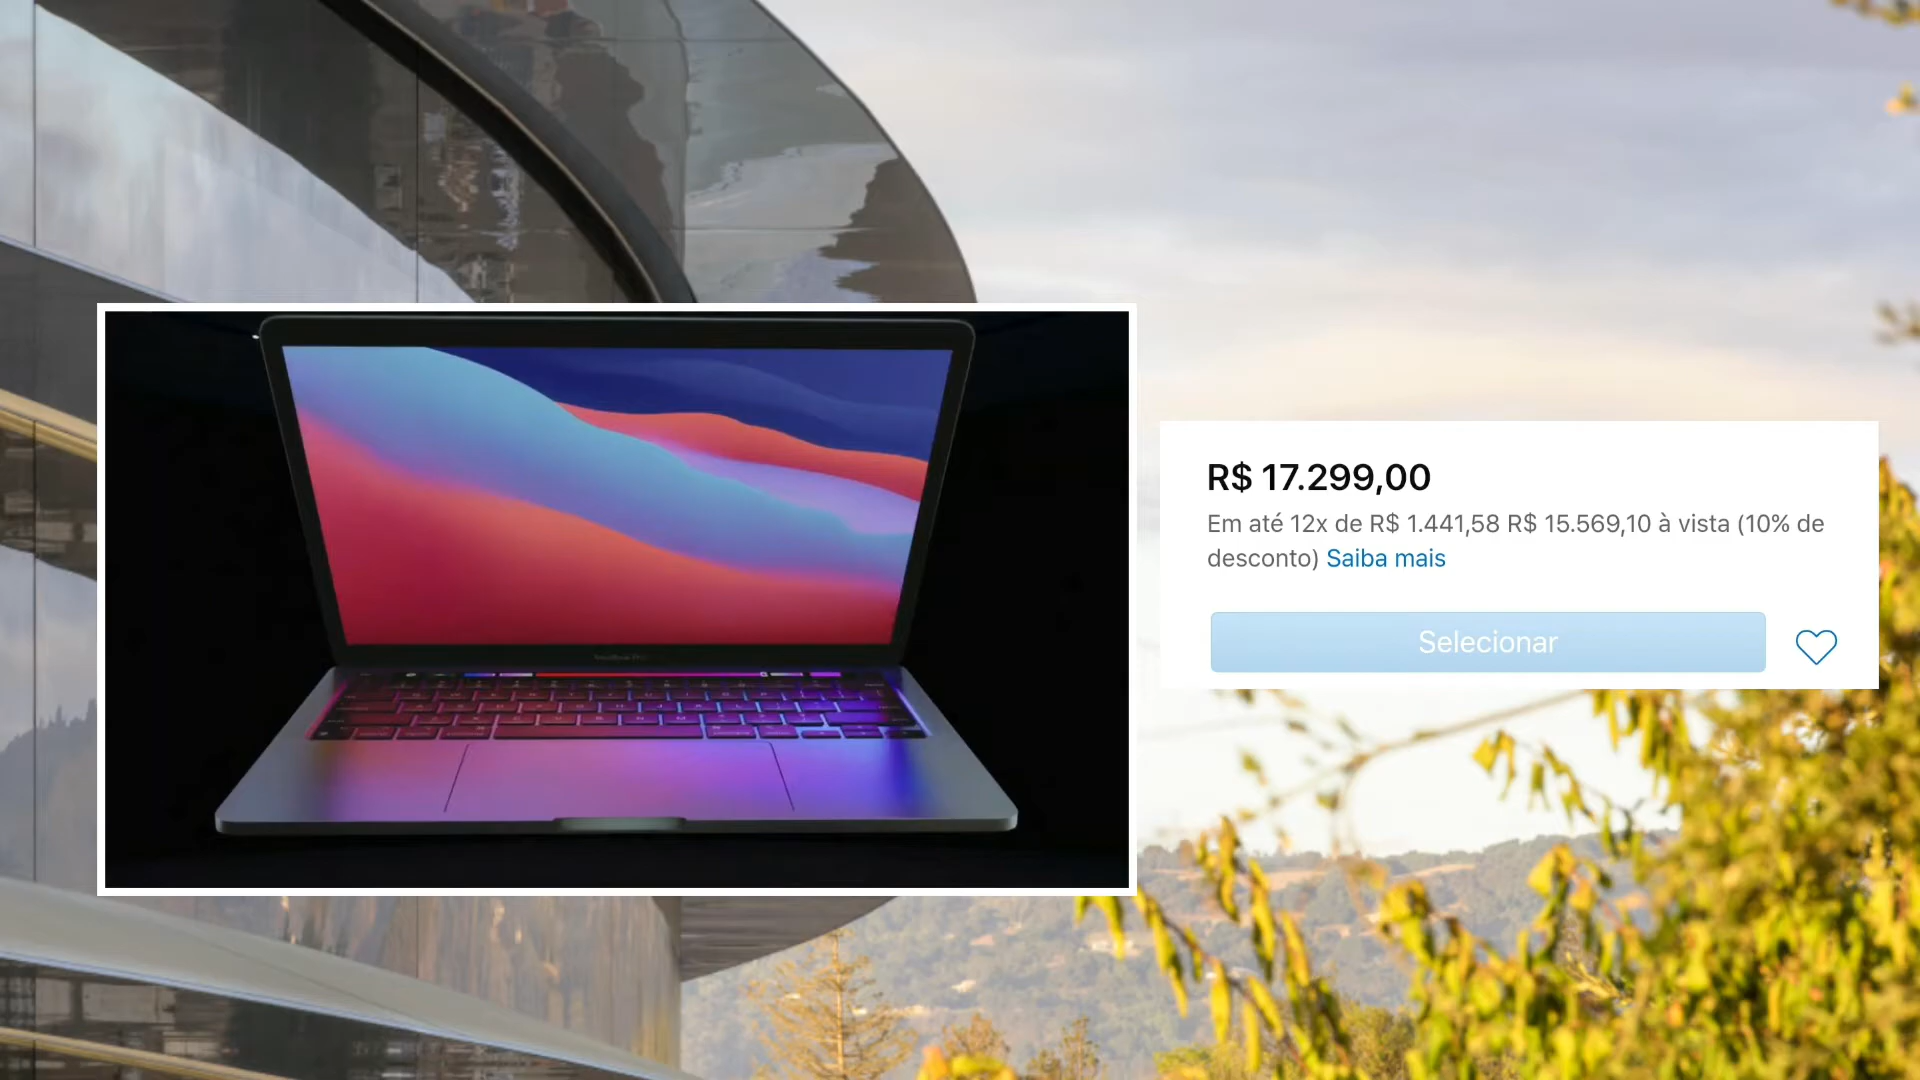 R$ 17.299,00
Em até 12x de R$ 1.441,58 R$ 15.569,10 à vista (10% de
desconto) Saiba mais
Selecionar